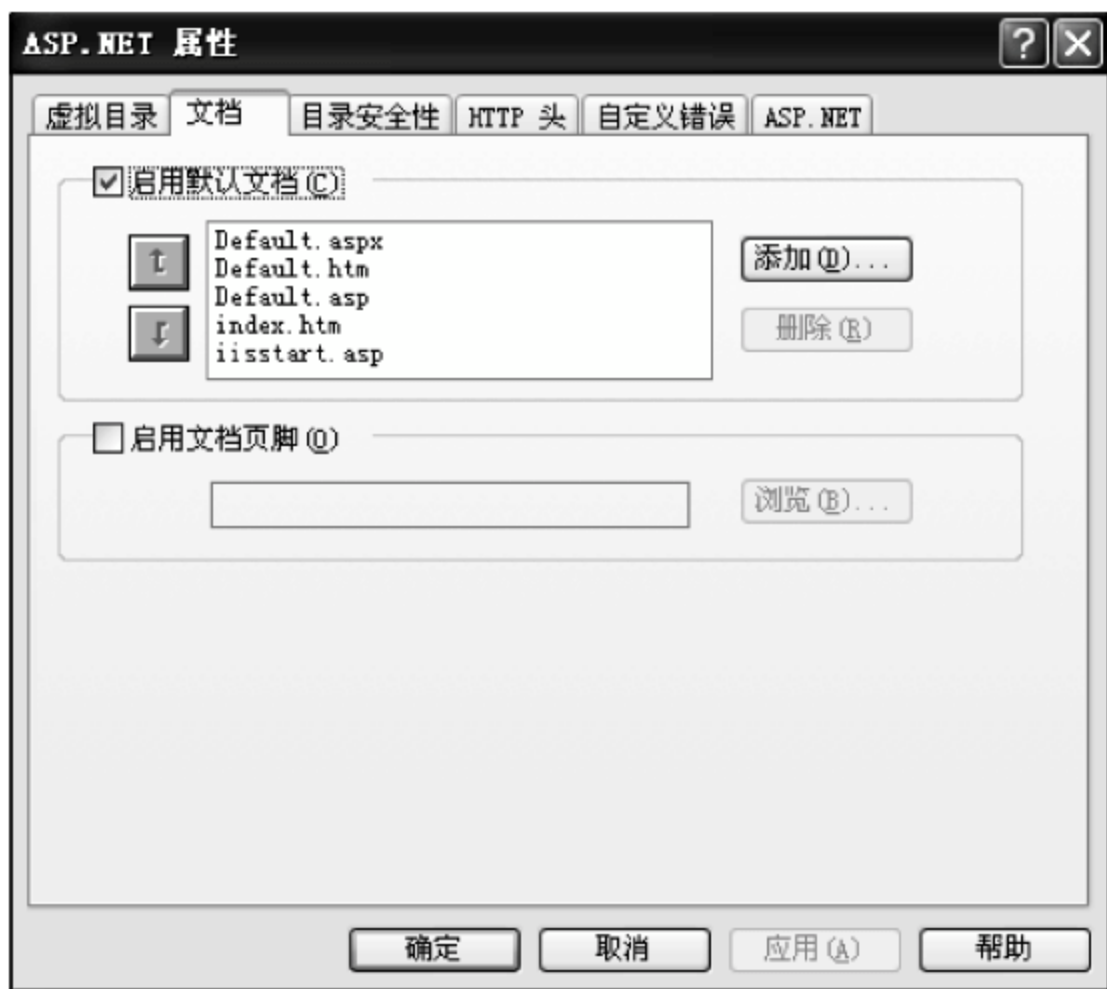 ASP.NET 属性
虚拟目录 文档 目录安全性 HTTP 头 自定义错误 ASP.NET
启用默认文档(C)
Default.aspx
Default.htm
Default.asp
index.htm
iisstart.asp
添加(D)...
删除(R)
启用文档页脚(O)
浏览(B)...
确定 取消 应用(A) 帮助